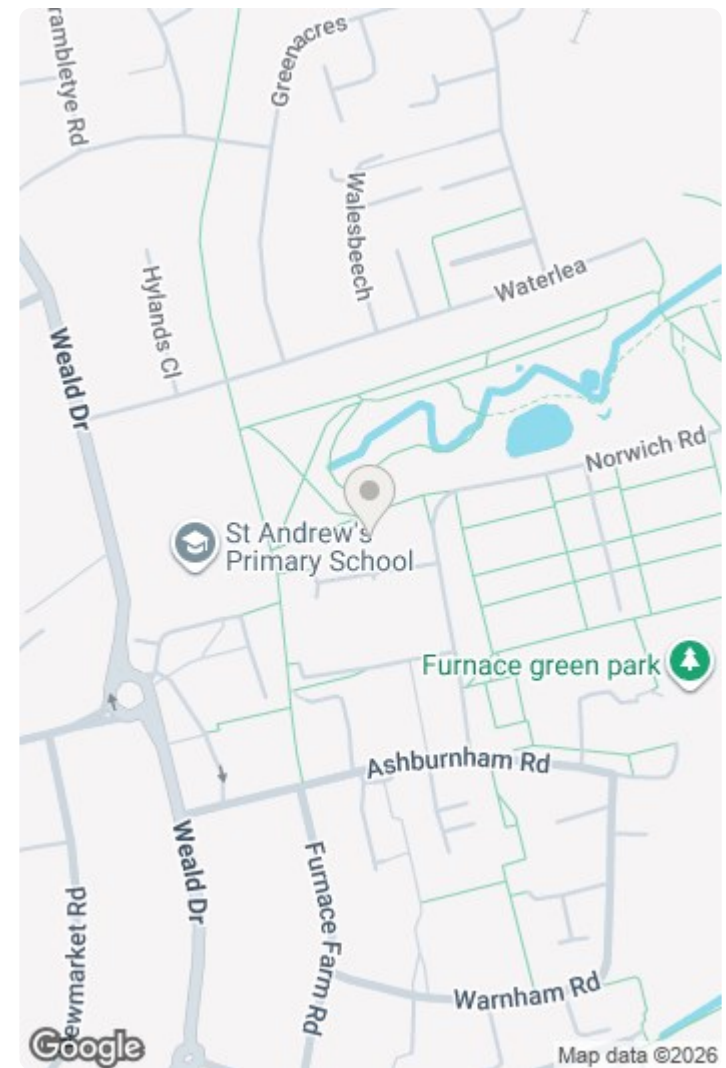 rambletye Rd
Greenacres
Walesbeech
Hylands Cl
Waterlea
Weald Dr
Norwich Rd
St Andrew's
Primary School
Furnace green park
Ashburnham Rd
Weald Dr
Furnace Farm Rd
ewmarket Rd
Warnham Rd
Google
Map data ©2026